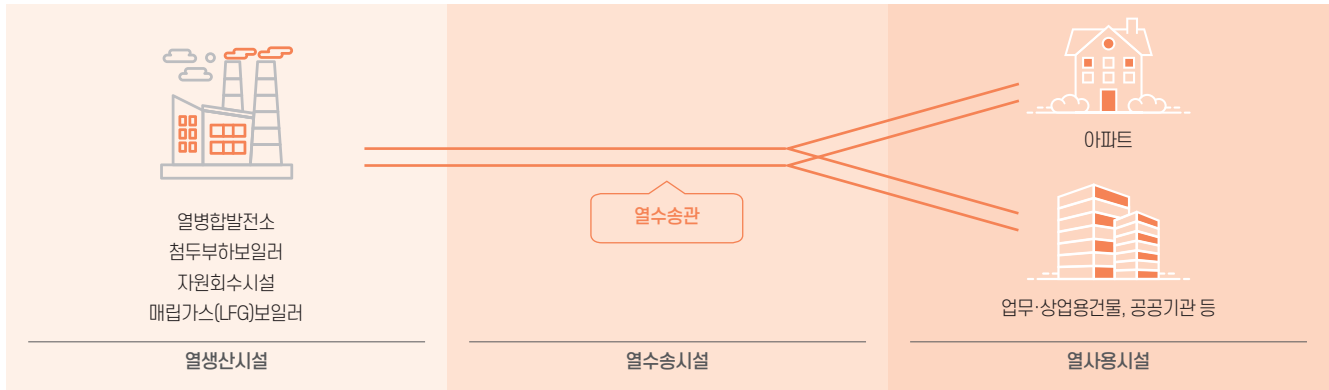 열병합발전소
첨두부하보일러
자원회수시설
매립가스(LFG)보일러
열생산시설
열수송관
열수송시설
아파트
업무·상업용건물, 공공기관 등
열사용시설